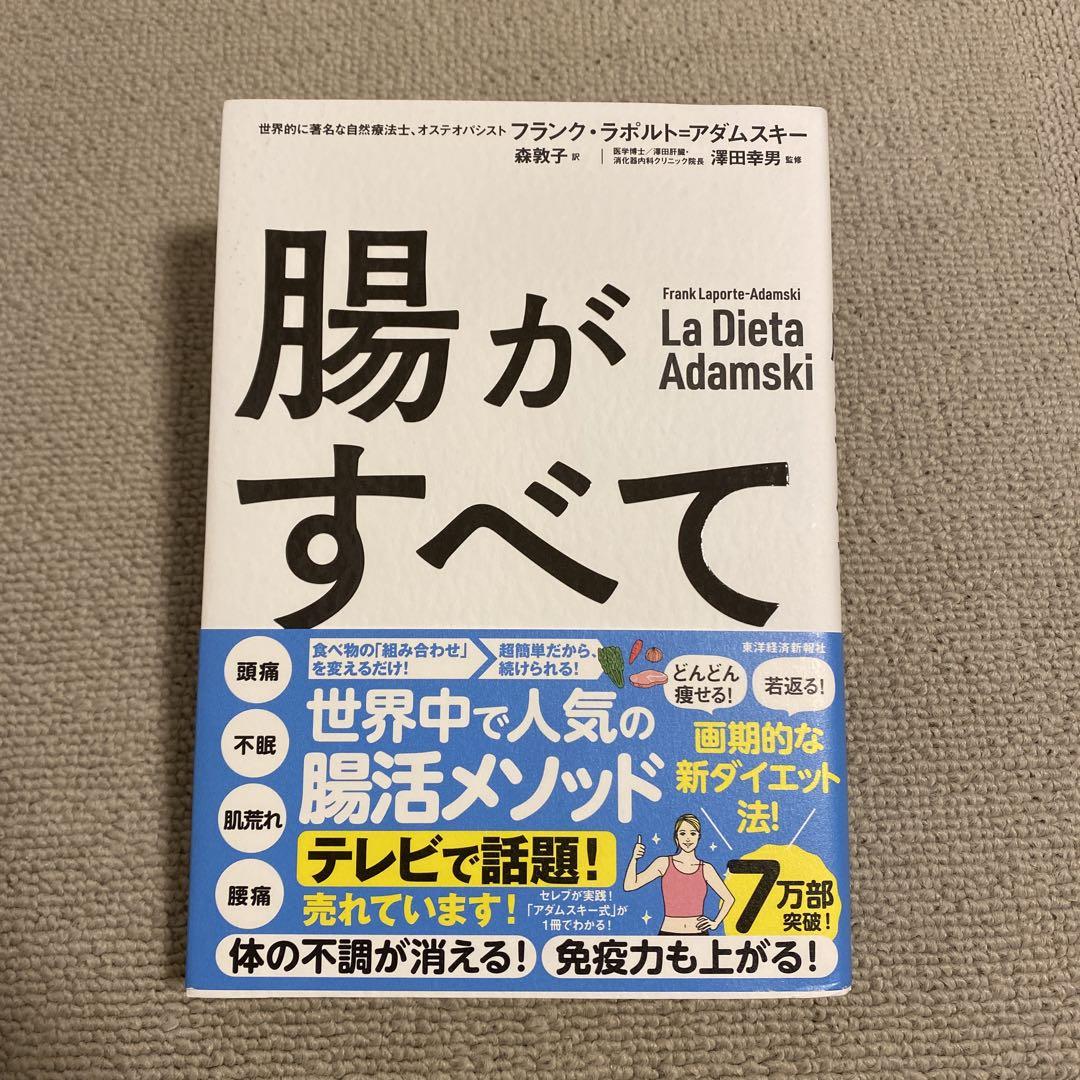 世界的に著名な自然療法士、オステオパシスト フランク・ラポルト=アダムスキー
森敦子 訳 | 医学博士/澤田肝臓・消化器内科クリニック院長 澤田幸男 監修
腸が
すべて
Frank Laporte-Adamski
La Dieta
Adamski
東洋経済新報社
頭痛
不眠
肌荒れ
腰痛
食べ物の「組み合わせ」
を変えるだけ!
超簡単だから、
続けられる!
どんどん
痩せる!
若返る!
世界中で人気の
腸活メソッド
画期的な
新ダイエット
法!
テレビで話題!
売れています!
セレブが実践!
「アダムスキー式」が
1冊でわかる!
7万部
突破!
体の不調が消える!
免疫力も上がる!